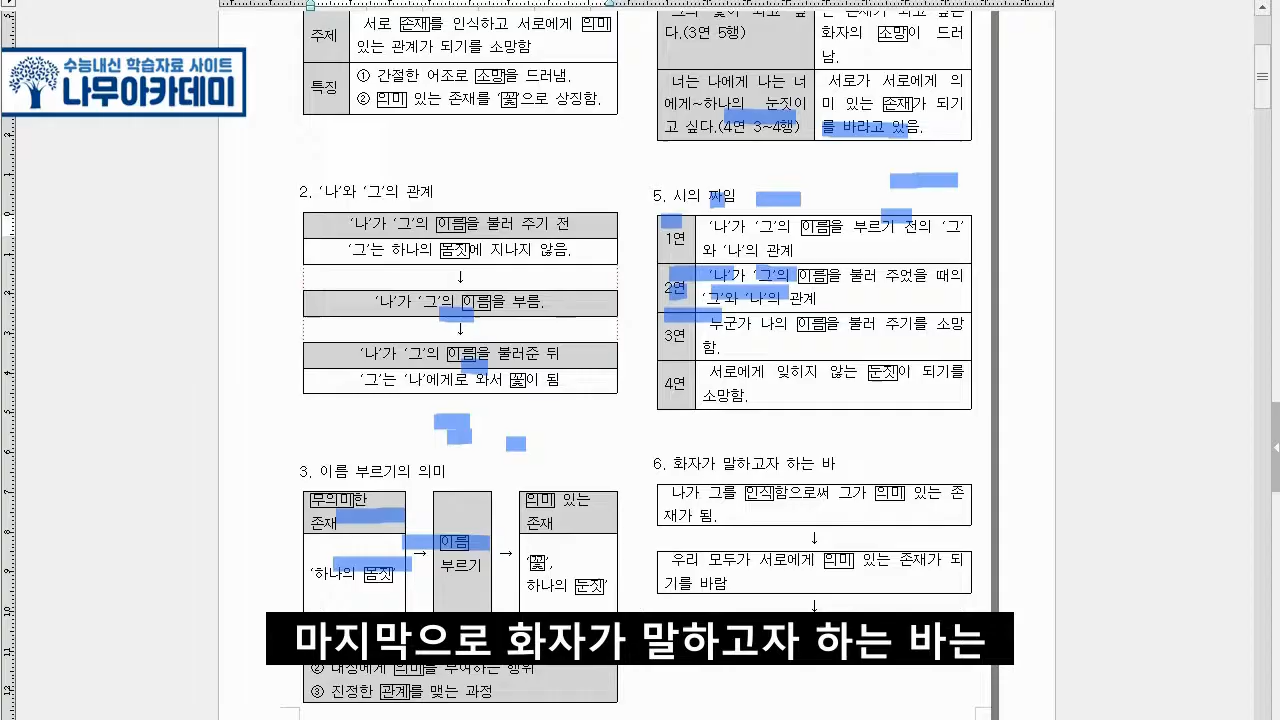 수능내신 학습자료 사이트
나무아카데미
주제
서로 존재를 인식하고 서로에게 의미
있는 관계가 되기를 소망함
특징
① 간절한 어조로 소망을 드러냄.
② 의미 있는 존재를 '꽃'으로 상징함.
2. '나'와 '그'의 관계
'나'가 '그'의 이름을 불러 주기 전
'그'는 하나의 몸짓에 지나지 않음.
↓
'나'가 '그'의 이름을 부름.
↓
'나'가 '그'의 이름을 불러준 뒤
'그'는 '나'에게로 와서 꽃이 됨
3. 이름 부르기의 의미
무의미한
존재
'하나의 몸짓'
→
이름
부르기
→
의미 있는
존재
'꽃',
하나의 눈짓'
② 대상에게 의미를 부여하는 행위
③ 진정한 관계를 맺는 과정
다.(3연 5행)
화자의 소망이 드러
남.
너는 나에게 나는 너
에게~하나의 눈짓이
고 싶다.(4연 3~4행)
서로가 서로에게 의
미 있는 존재가 되기
를 바라고 있음.
5. 시의 짜임
1연
'나'가 '그'의 이름을 부르기 전의 '그'
와 '나'의 관계
2연
'나'가 '그'의 이름을 불러 주었을 때의
'그'와 '나'의 관계
3연
누군가 나의 이름을 불러 주기를 소망
함.
4연
서로에게 잊히지 않는 눈짓이 되기를
소망함.
6. 화자가 말하고자 하는 바
나가 그를 인식함으로써 그가 의미 있는 존
재가 됨.
↓
우리 모두가 서로에게 의미 있는 존재가 되
기를 바람
↓
마지막으로 화자가 말하고자 하는 바는